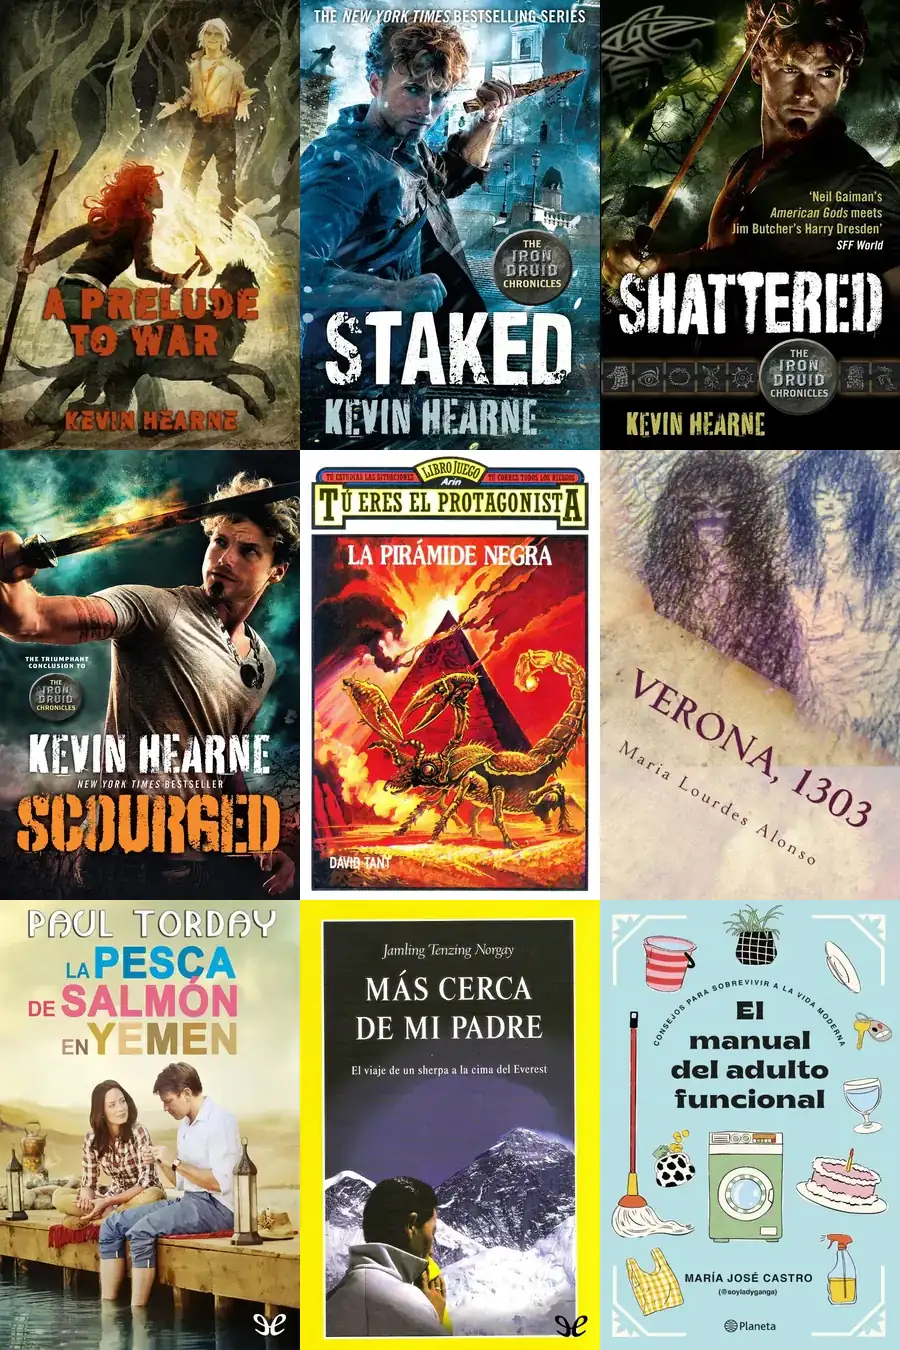 A PRELUDE
TO WAR
KEVIN HEARNE
THE NEW YORK TIMES BESTSELLING SERIES
THE
IRON
DRUID
CHRONICLES
STAKED
KEVIN HEARNE
'Neil Gaiman's
American Gods meets
Jim Butcher's Harry Dresden'
SFF World
SHATTERED
THE
IRON
DRUID
CHRONICLES
KEVIN HEARNE
THE TRIUMPHANT
CONCLUSION TO
THE
IRON
DRUID
CHRONICLES
KEVIN HEARNE
NEW YORK TIMES BESTSELLER
SCOURGED
LIBRO JUEGO
Arín
TÚ ESTUDIAS LAS SITUACIONES
TÚ CORRES TODOS LOS RIESGOS
TÚ ERES EL PROTAGONISTA
LA PIRÁMIDE NEGRA
DAVID TANT
VERONA, 1303
Maria Lourdes Alonso
PAUL TORDAY
LA PESCA
DE SALMÓN
EN YEMEN
Jamling Tenzing Norgay
MÁS CERCA
DE MI PADRE
El viaje de un sherpa a la cima del Everest
CONSEJOS PARA SOBREVIVIR A LA VIDA MODERNA
El
manual
del adulto
funcional
MARÍA JOSÉ CASTRO
(@soyladyganga)
Planeta